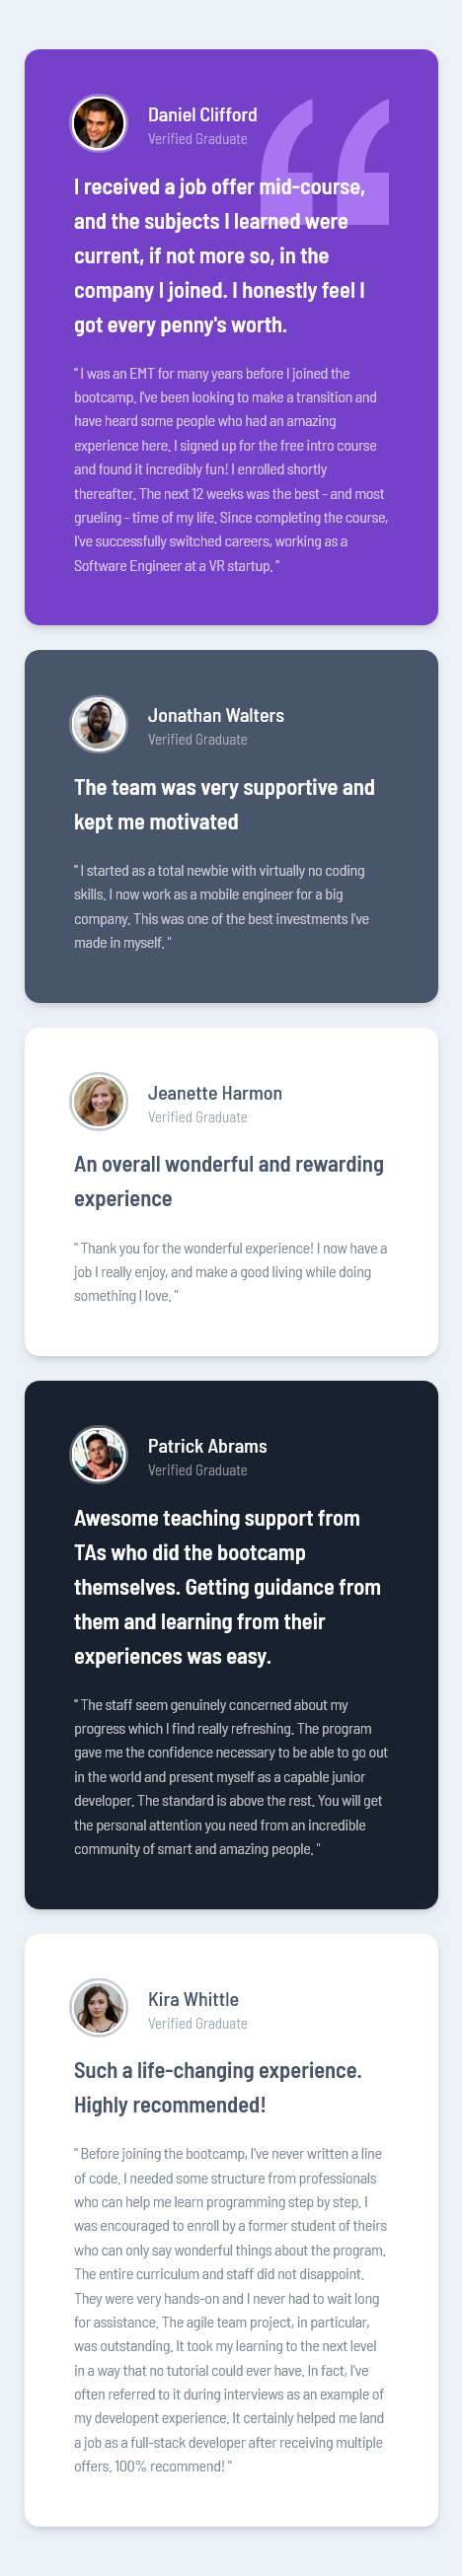 Daniel Clifford
Verified Graduate
I received a job offer mid-course,
and the subjects I learned were
current, if not more so, in the
company I joined. I honestly feel I
got every penny's worth.
" I was an EMT for many years before I joined the
bootcamp. I've been looking to make a transition and
have heard some people who had an amazing
experience here. I signed up for the free intro course
and found it incredibly fun! I enrolled shortly
thereafter. The next 12 weeks was the best – and most
grueling – time of my life. Since completing the course,
I've successfully switched careers, working as a
Software Engineer at a VR startup. "
Jonathan Walters
Verified Graduate
The team was very supportive and
kept me motivated
" I started as a total newbie with virtually no coding
skills. I now work as a mobile engineer for a big
company. This was one of the best investments I've
made in myself. "
Jeanette Harmon
Verified Graduate
An overall wonderful and rewarding
experience
" Thank you for the wonderful experience! I now have a
job I really enjoy, and make a good living while doing
something I love. "
Patrick Abrams
Verified Graduate
Awesome teaching support from
TAs who did the bootcamp
themselves. Getting guidance from
them and learning from their
experiences was easy.
" The staff seem genuinely concerned about my
progress which I find really refreshing. The program
gave me the confidence necessary to be able to go out
in the world and present myself as a capable junior
developer. The standard is above the rest. You will get
the personal attention you need from an incredible
community of smart and amazing people. "
Kira Whittle
Verified Graduate
Such a life-changing experience.
Highly recommended!
" Before joining the bootcamp, I've never written a line
of code. I needed some structure from professionals
who can help me learn programming step by step. I
was encouraged to enroll by a former student of theirs
who can only say wonderful things about the program.
The entire curriculum and staff did not disappoint.
They were very hands-on and I never had to wait long
for assistance. The agile team project, in particular,
was outstanding. It took my learning to the next level
in a way that no tutorial could ever have. In fact, I've
often referred to it during interviews as an example of
my developent experience. It certainly helped me land
a job as a full-stack developer after receiving multiple
offers. 100% recommend! "